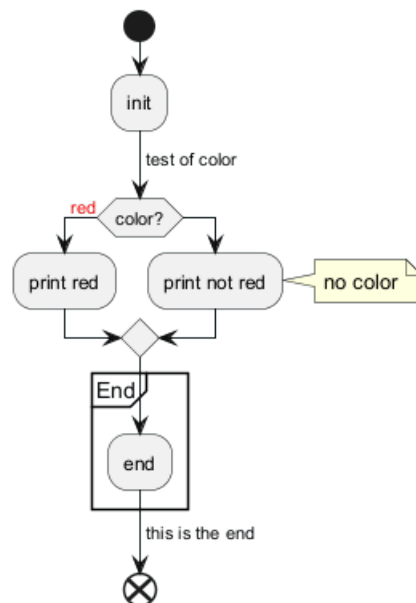 init
test of color
red
color?
print red
print not red
no color
End
end
this is the end